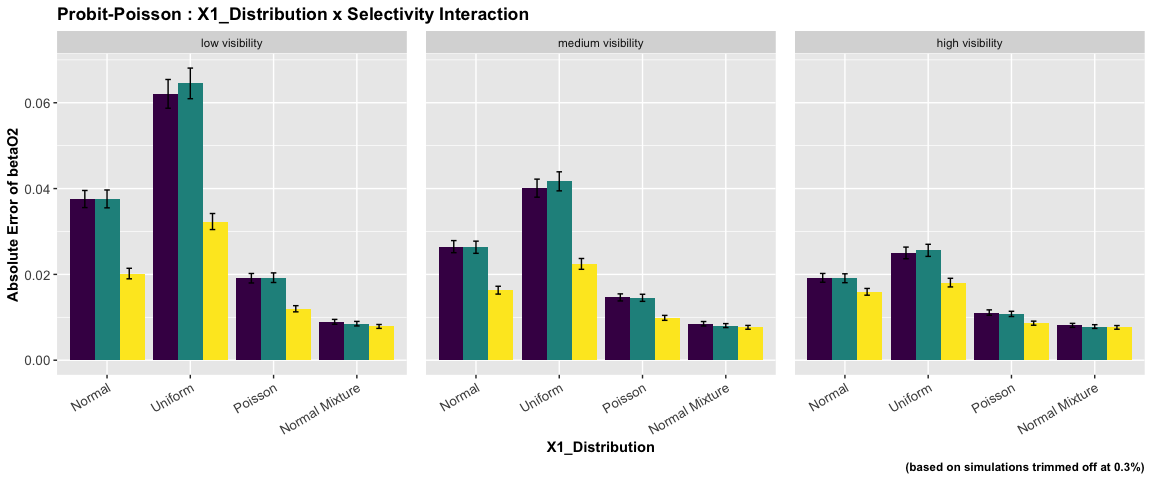 Probit-Poisson : X1_Distribution x Selectivity Interaction
low visibility
medium visibility
high visibility
Absolute Error of betaO2
0.06
0.04
0.02
0.00
Normal
Uniform
Poisson
Normal Mixture
Normal
Uniform
Poisson
Normal Mixture
Normal
Uniform
Poisson
Normal Mixture
X1_Distribution
(based on simulations trimmed off at 0.3%)